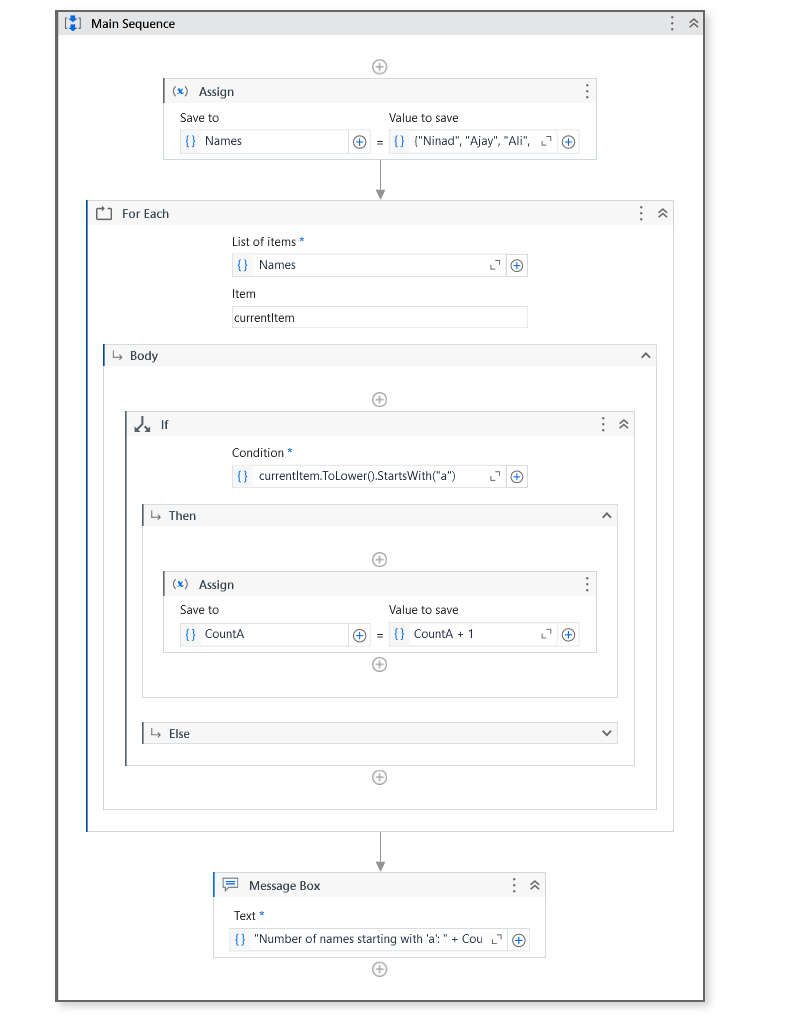 Main Sequence
(x) Assign
Save to Value to save
{} Names = {} {"Ninad", "Ajay", "Ali",
For Each
List of items *
{} Names
Item
currentItem
Body
If
Condition *
{} currentItem.ToLower().StartsWith("a")
Then
(x) Assign
Save to Value to save
{} CountA = {} CountA + 1
Else
Message Box
Text *
{} "Number of names starting with 'a': " + Cou